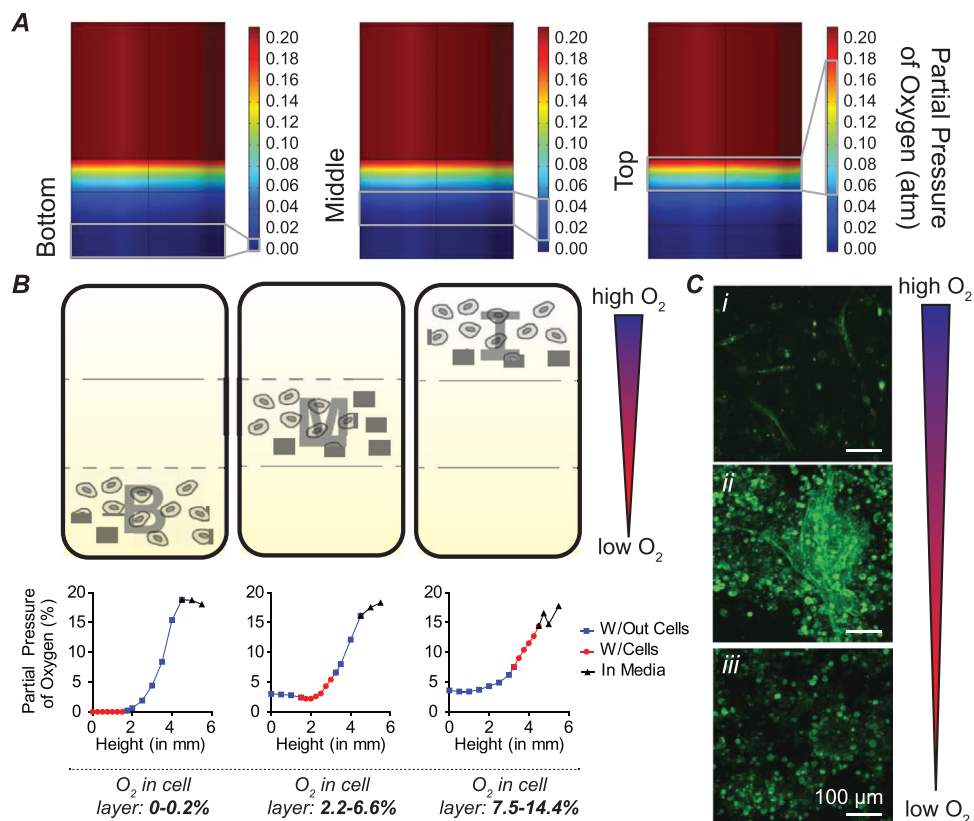 A
Bottom
0.20
0.18
0.16
0.14
0.12
0.10
0.08
0.06
0.04
0.02
0.00
Middle
0.20
0.18
0.16
0.14
0.12
0.10
0.08
0.06
0.04
0.02
0.00
Top
0.20
0.18
0.16
0.14
0.12
0.10
0.08
0.06
0.04
0.02
0.00
Partial Pressure
of Oxygen (atm)
B
B
M
T
high O2
low O2
Partial Pressure
of Oxygen (%)
20
15
10
5
0
0 2 4 6
Height (in mm)
20
15
10
5
0
0 2 4 6
Height (in mm)
20
15
10
5
0
0 2 4 6
Height (in mm)
W/Out Cells
W/Cells
In Media
O2 in cell
layer: 0-0.2%
O2 in cell
layer: 2.2-6.6%
O2 in cell
layer: 7.5-14.4%
C
i
ii
iii
100 µm
high O2
low O2